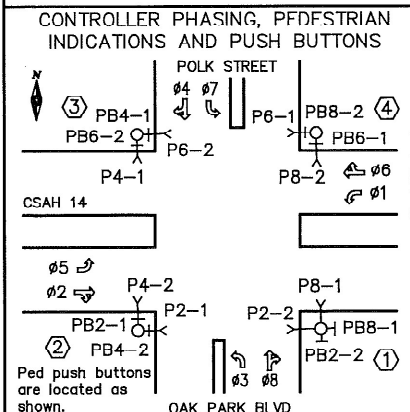 CONTROLLER PHASING, PEDESTRIAN
INDICATIONS AND PUSH BUTTONS
POLK STREET
N
Ø4 Ø7
3
PB4-1
PB6-2
P6-2
P4-1
P6-1
PB8-2
4
PB6-1
P8-2
Ø6
Ø1
CSAH 14
Ø5
Ø2
P4-2
P2-1
PB2-1
2
PB4-2
P8-1
P2-2
PB8-1
PB2-2
1
Ø3 Ø8
Ped push buttons
are located as
shown.
OAK PARK BLVD